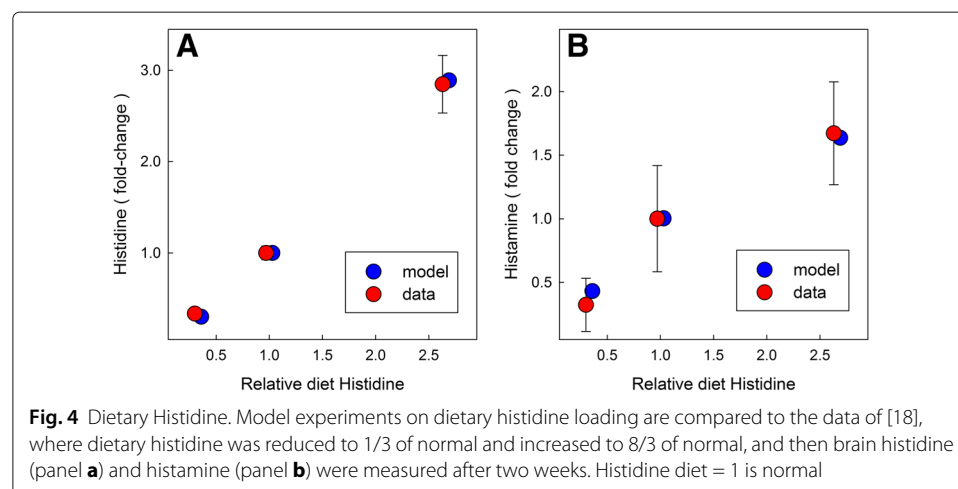 A
Histidine ( fold-change )
3.0
2.0
1.0
model
data
0.5
1.0
1.5
2.0
2.5
Relative diet Histidine
B
Histamine ( fold change )
2.0
1.5
1.0
0.5
model
data
0.5
1.0
1.5
2.0
2.5
Relative diet Histidine
Fig. 4 Dietary Histidine. Model experiments on dietary histidine loading are compared to the data of [18],
where dietary histidine was reduced to 1/3 of normal and increased to 8/3 of normal, and then brain histidine
(panel a) and histamine (panel b) were measured after two weeks. Histidine diet = 1 is normal